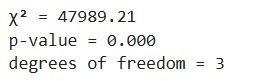 χ² = 47989.21
p-value = 0.000
degrees of freedom = 3